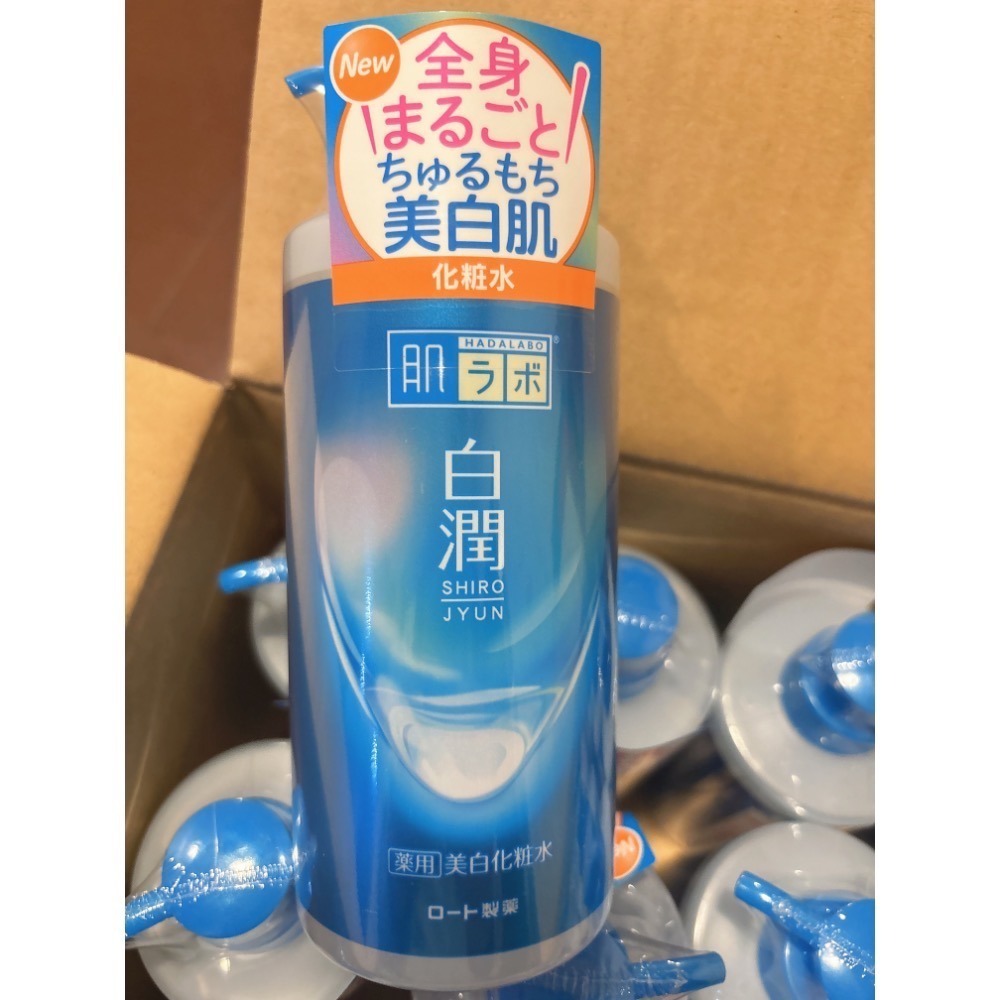 New
全身
まるごと
ちゅるもち
美白肌
化粧水
HADALABO®
肌ラボ
白潤
SHIRO
JYUN
薬用 美白化粧水
ロート製薬